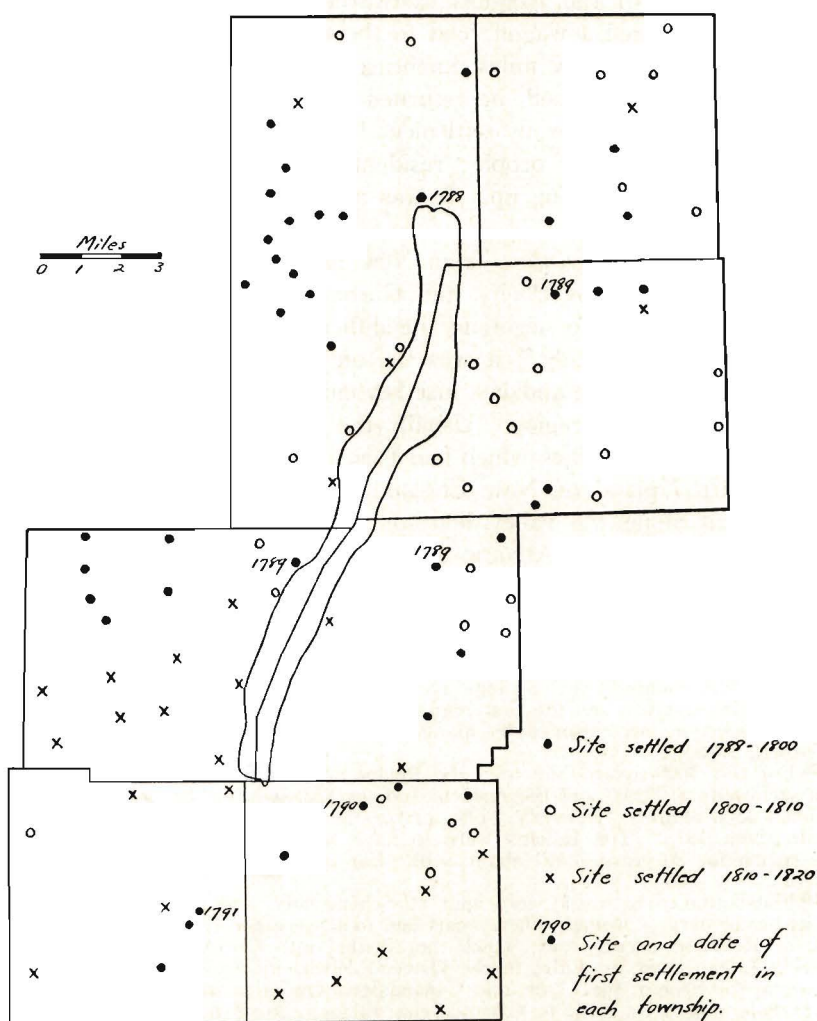 1788
Miles
0 1 2 3
1789
1789
1789
• Site settled 1788-1800
o Site settled 1800-1810
1790
x Site settled 1810-1820
1791
1790
• Site and date of
first settlement in
each township.